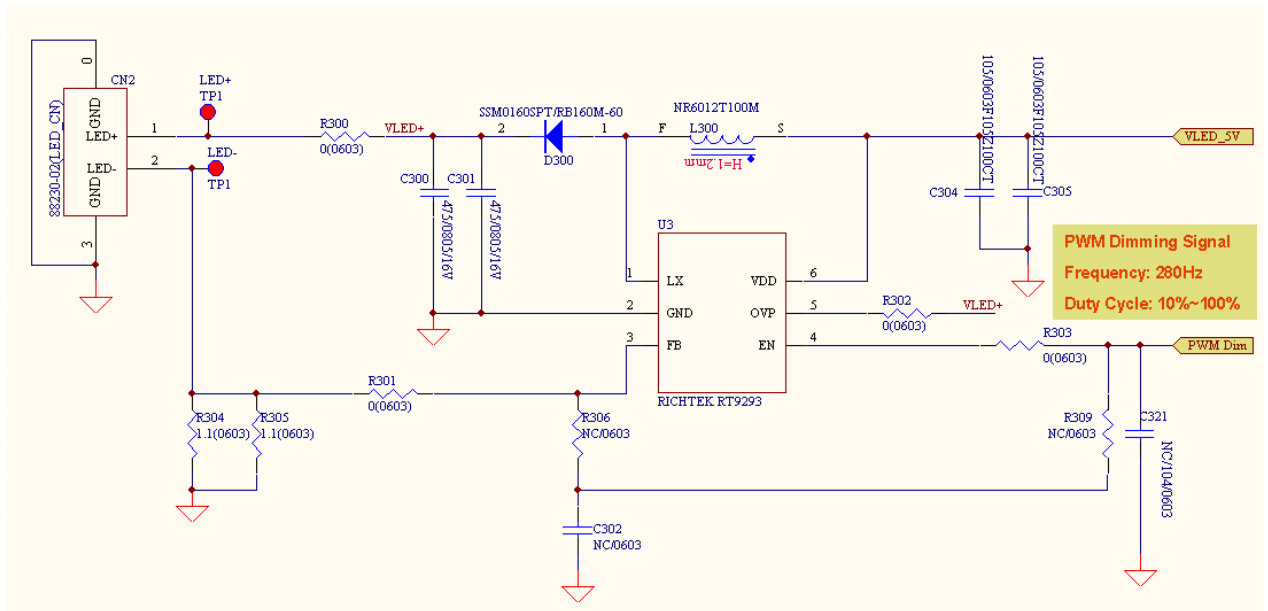 CN2
88230-02(LED_CN)
0
GND
LED+
1
LED-
2
GND
3
LED+
TP1
LED-
TP1
R300
0(0603)
VLED+
C300
475/0805/16V
C301
475/0805/16V
SSM0160SPT/RB160M-60
2
1
D300
NR6012T100M
F
L300
S
H=1.2mm
105/0603F105Z100CT
105/0603F105Z100CT
C304
C305
VLED_5V
PWM Dimming Signal
Frequency: 280Hz
Duty Cycle: 10%~100%
U3
1
LX
VDD
6
2
GND
OVP
5
3
FB
EN
4
RICHTEK RT9293
R302
0(0603)
VLED+
R303
0(0603)
PWM Dim
R301
0(0603)
R304
1.1(0603)
R305
1.1(0603)
R306
NC/0603
R309
NC/0603
C321
NC/104/0603
C302
NC/0603